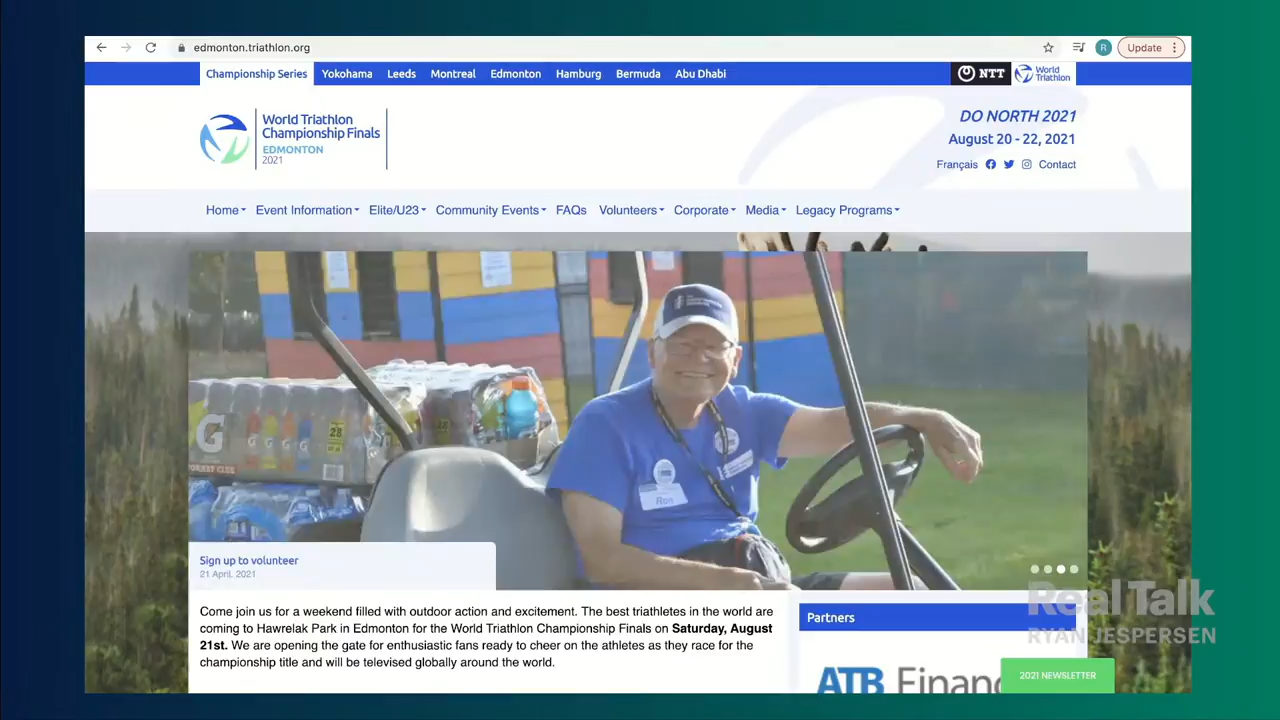 edmonton.triathlon.org
R
Update
Championship Series Yokohama Leeds Montreal Edmonton Hamburg Bermuda Abu Dhabi
NTT
World
Triathlon
World Triathlon
Championship Finals
EDMONTON
2021
DO NORTH 2021
August 20 - 22, 2021
Français
Contact
Home Event Information Elite/U23 Community Events FAQs Volunteers Corporate Media Legacy Programs
G
28
Ron
Sign up to volunteer
21 April, 2021
Come join us for a weekend filled with outdoor action and excitement. The best triathletes in the world are
coming to Hawrelak Park in Edmonton for the World Triathlon Championship Finals on Saturday, August
21st. We are opening the gate for enthusiastic fans ready to cheer on the athletes as they race for the
championship title and will be televised globally around the world.
Partners
ATB Financ
2021 NEWSLETTER
Real Talk
RYAN JESPERSEN